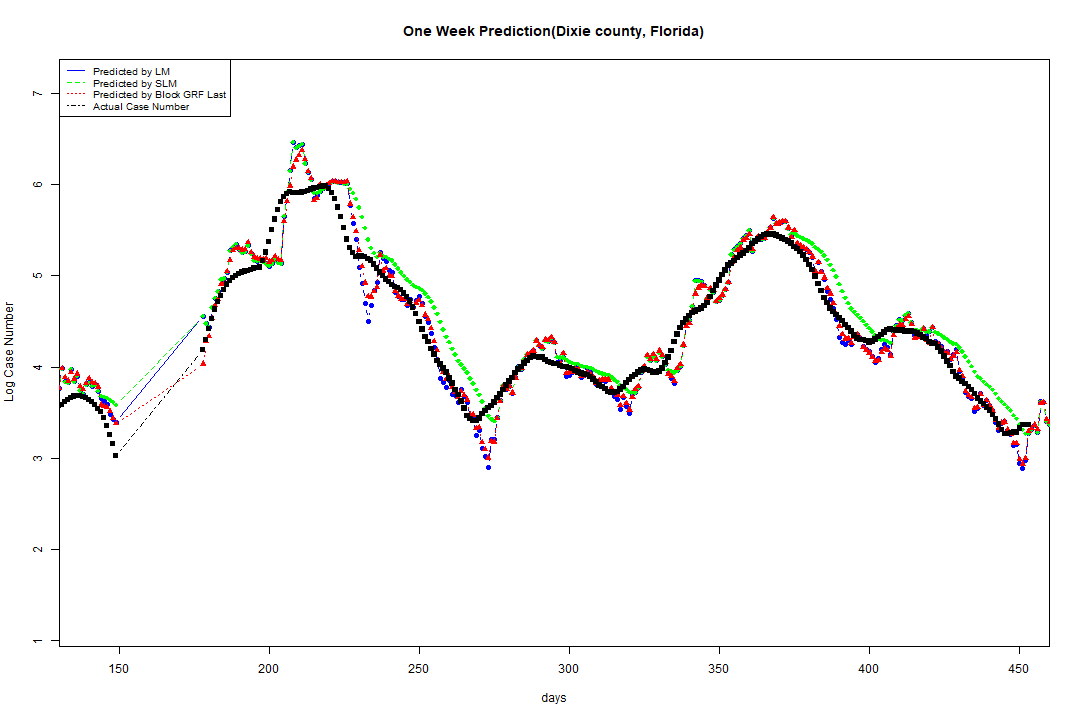 One Week Prediction(Dixie county, Florida)
Predicted by LM
Predicted by SLM
Predicted by Block GRF Last
Actual Case Number
7
6
5
4
3
2
1
Log Case Number
150 200 250 300 350 400 450
days